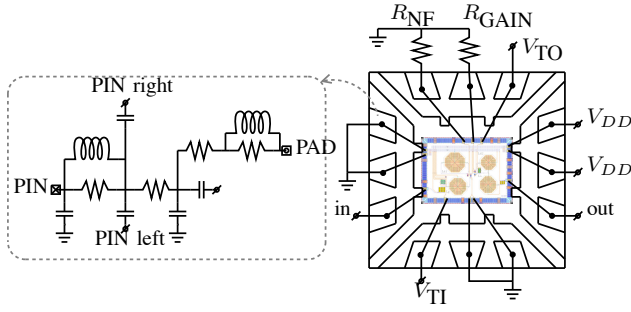 R_NF R_GAIN
V_TO
PIN right
V_DD
PAD
V_DD
PIN
in
out
PIN left
V_TI